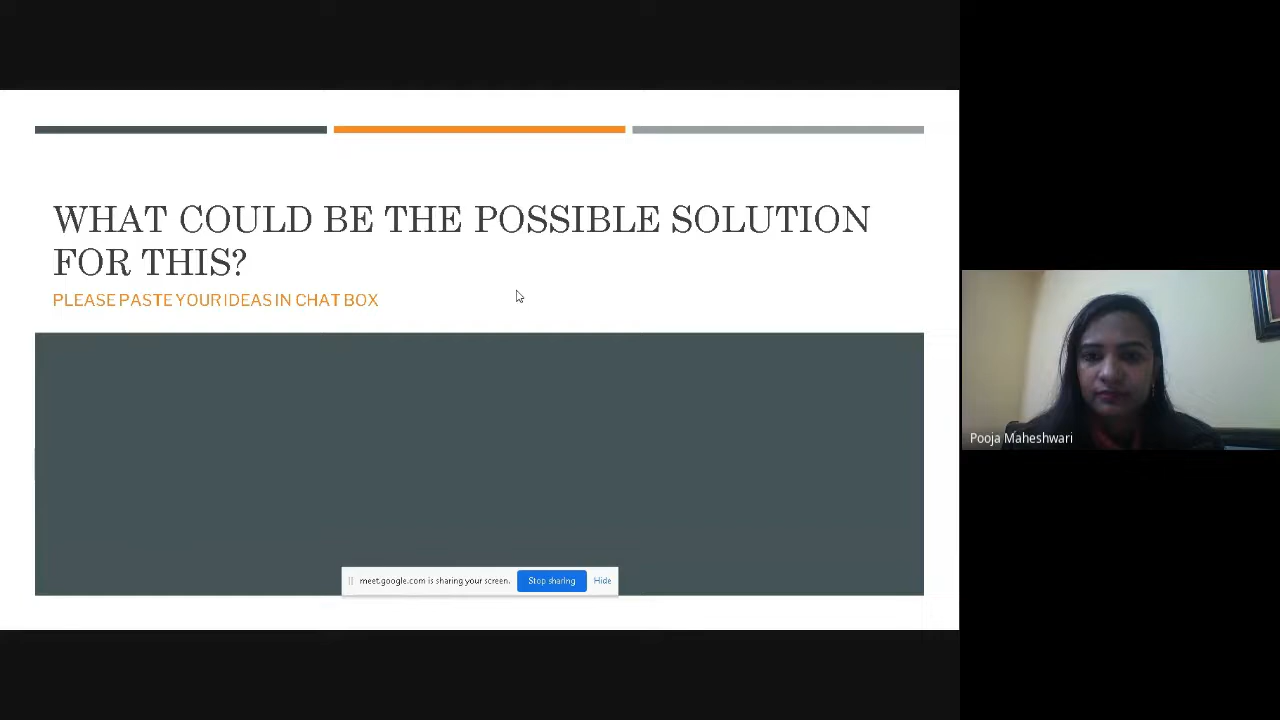 WHAT COULD BE THE POSSIBLE SOLUTION
FOR THIS?
PLEASE PASTE YOUR IDEAS IN CHAT BOX
meet.google.com is sharing your screen.
Stop sharing
Hide
Pooja Maheshwari